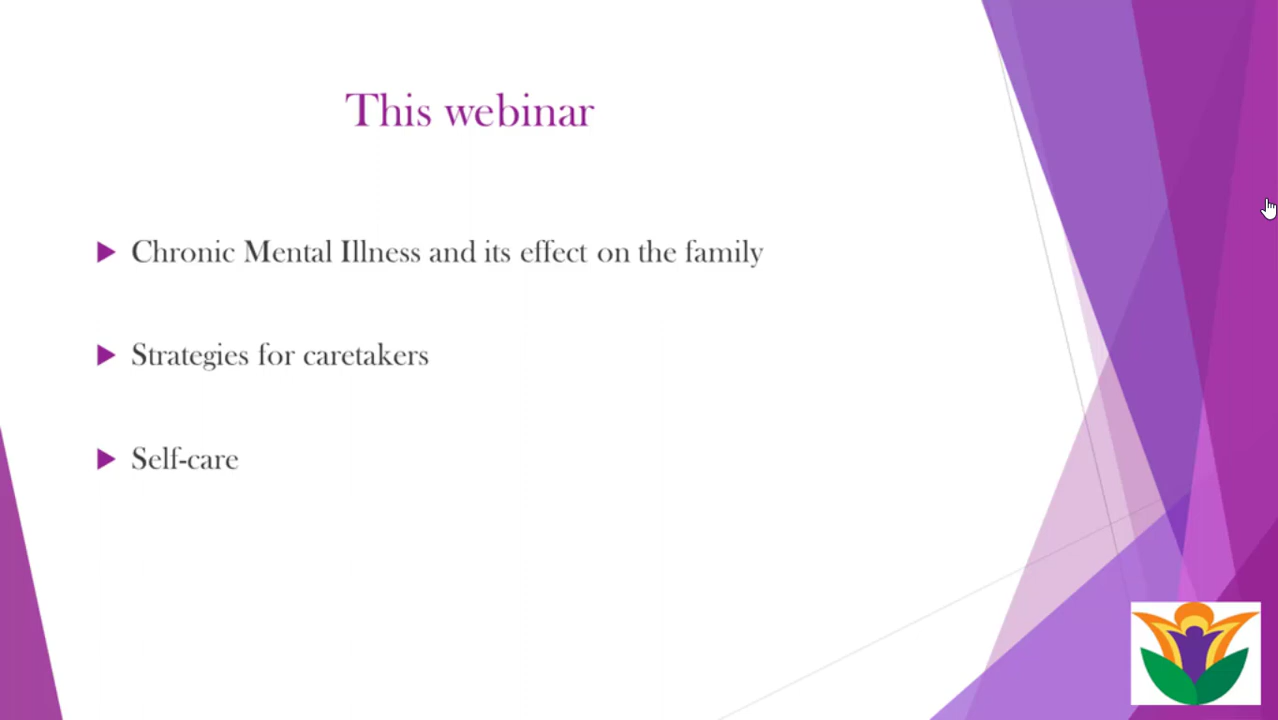 This webinar
Chronic Mental Illness and its effect on the family
Strategies for caretakers
Self-care